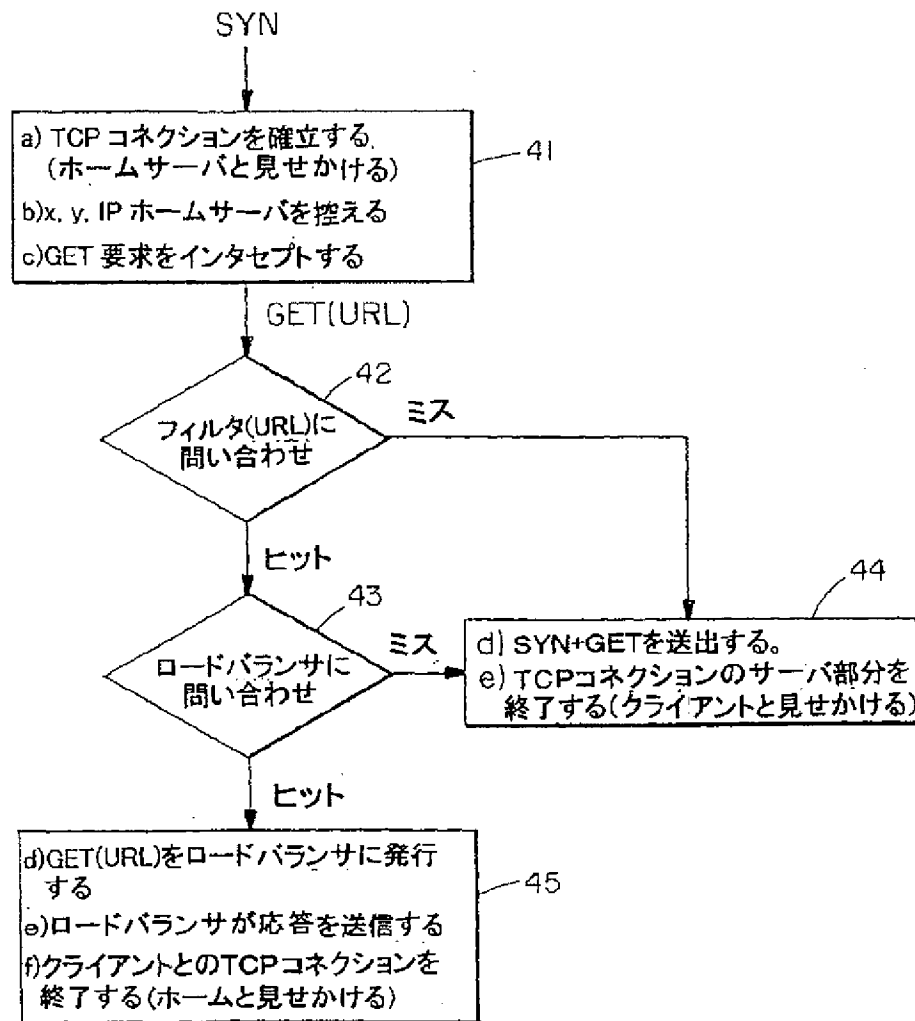 SYN
a) TCP コネクションを確立する.
(ホームサーバと見せかける)
b)x, y, IP ホームサーバを控える
c)GET 要求をインタセプトする
41
GET(URL)
42
フィルタ(URL)に
問い合わせ
ミス
ヒット
43
ロードバランサに
問い合わせ
ミス
44
d) SYN+GETを送出する。
e) TCPコネクションのサーバ部分を
終了する(クライアントと見せかける)
ヒット
d)GET(URL)をロードバランサに発行
する
e)ロードバランサが応答を送信する
f)クライアントとのTCPコネクションを
終了する(ホームと見せかける)
45